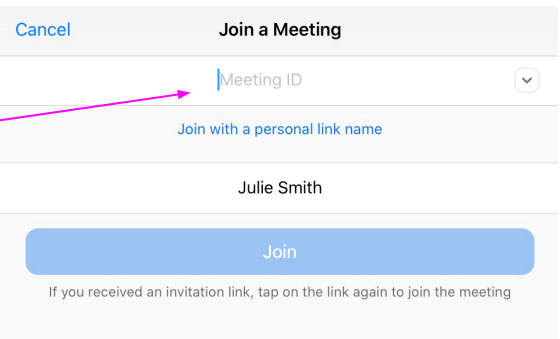 Cancel Join a Meeting
Meeting ID
Join with a personal link name
Julie Smith
Join
If you received an invitation link, tap on the link again to join the meeting